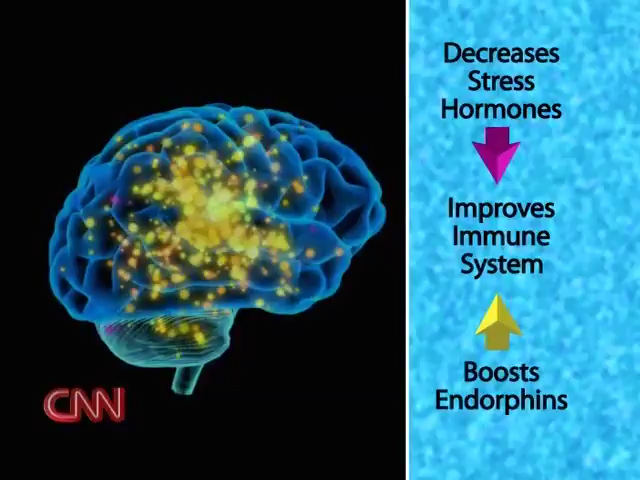 Decreases
Stress
Hormones
Improves
Immune
System
Boosts
Endorphins
CNN